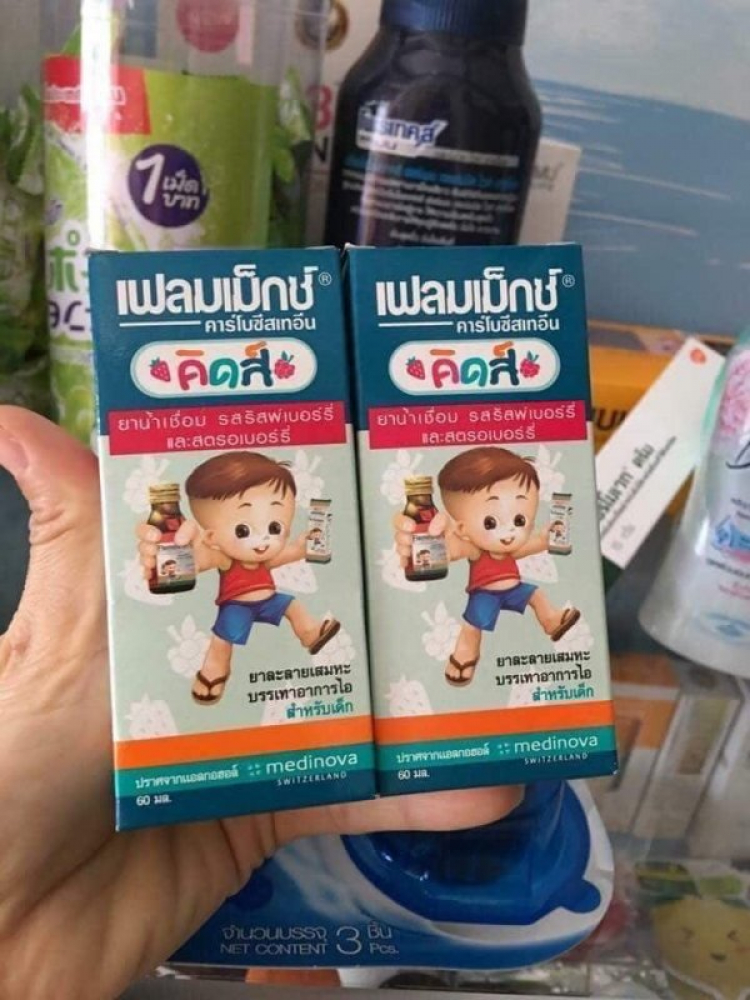 1 เม็ด
บาท
เฟลมเม็กซ์®
คาร์โบซีสเทอีน
คิดส์
ยาน้ำเชื่อม รสริสพ์เบอร์รี่
และสตรอเบอร์รี่
ยาละลายเสมหะ
บรรเทาอาการไอ
สำหรับเด็ก
ปราศจากแอลกอฮอล์
medinova
SWITZERLAND
60 มล.
เฟลมเม็กซ์®
คาร์โบซีสเทอีน
คิดส์
ยาน้ำเชื่อม รสริสพ์เบอร์รี่
และสตรอเบอร์รี่
ยาละลายเสมหะ
บรรเทาอาการไอ
สำหรับเด็ก
ปราศจากแอลกอฮอล์
medinova
SWITZERLAND
60 มล.
จำนวนบรรจุ 3 ชิ้น
NET CONTENT 3 Pcs.